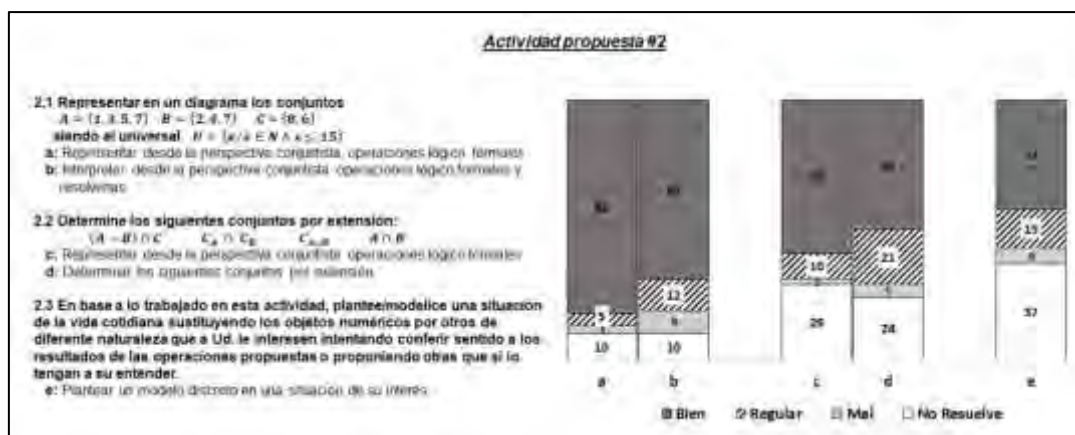 Actividad propuesta #2
2.1 Representar en un diagrama los conjuntos
A = {1,3,5,7} B = {2,4,7} C = {0,6}
siendo el universal U = {x/x ∈ N ∧ x ≤ 15}
a: Representar desde la perspectiva conjuntista operaciones lógico formales
b: Interpretar desde la perspectiva conjuntista operaciones lógico formales y
resolverlas
2.2 Determine los siguientes conjuntos por extensión:
∩ C ∩ A ∩ B
c: Representar desde la perspectiva conjuntista operaciones lógico formales
d: Determinar los siguientes conjuntos por extensión
2.3 En base a lo trabajado en esta actividad, plantee/modelice una situación
de la vida cotidiana sustituyendo los objetos numéricos por otros de
diferente naturaleza que a Ud. le interesen intentando conferir sentido a los
resultados de las operaciones propuestas o proponiendo otras que si lo
tengan a su entender.
e: Plantear un modelo discreto en una situación de su interés
5
10
12
10
10
29
21
24
15
37
a b c d e
Bien Regular Mal No Resuelve